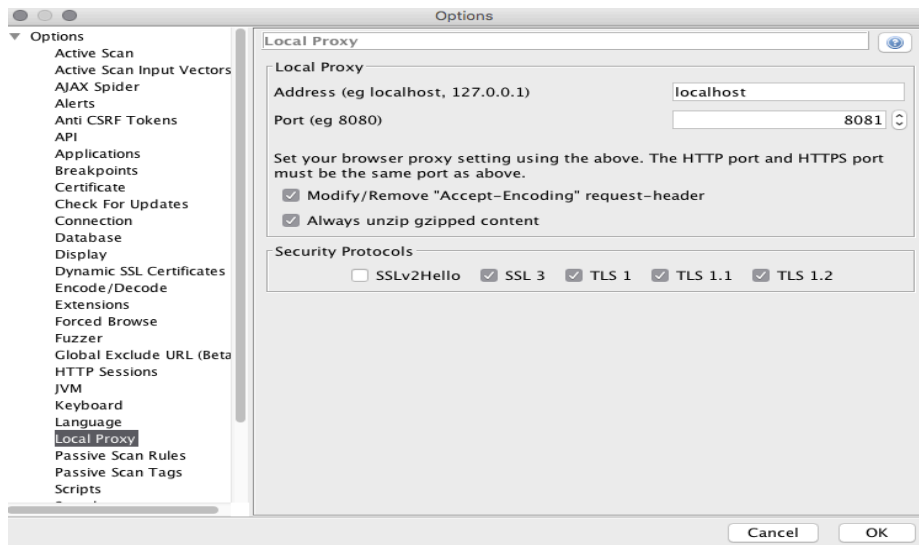 Options
Options
Active Scan
Active Scan Input Vectors
AJAX Spider
Alerts
Anti CSRF Tokens
API
Applications
Breakpoints
Certificate
Check For Updates
Connection
Database
Display
Dynamic SSL Certificates
Encode/Decode
Extensions
Forced Browse
Fuzzer
Global Exclude URL (Beta
HTTP Sessions
JVM
Keyboard
Language
Local Proxy
Passive Scan Rules
Passive Scan Tags
Scripts
Local Proxy
Local Proxy
Address (eg localhost, 127.0.0.1) localhost
Port (eg 8080) 8081
Set your browser proxy setting using the above. The HTTP port and HTTPS port
must be the same port as above.
Modify/Remove "Accept-Encoding" request-header
Always unzip gzipped content
Security Protocols
SSLv2Hello SSL 3 TLS 1 TLS 1.1 TLS 1.2
Cancel OK